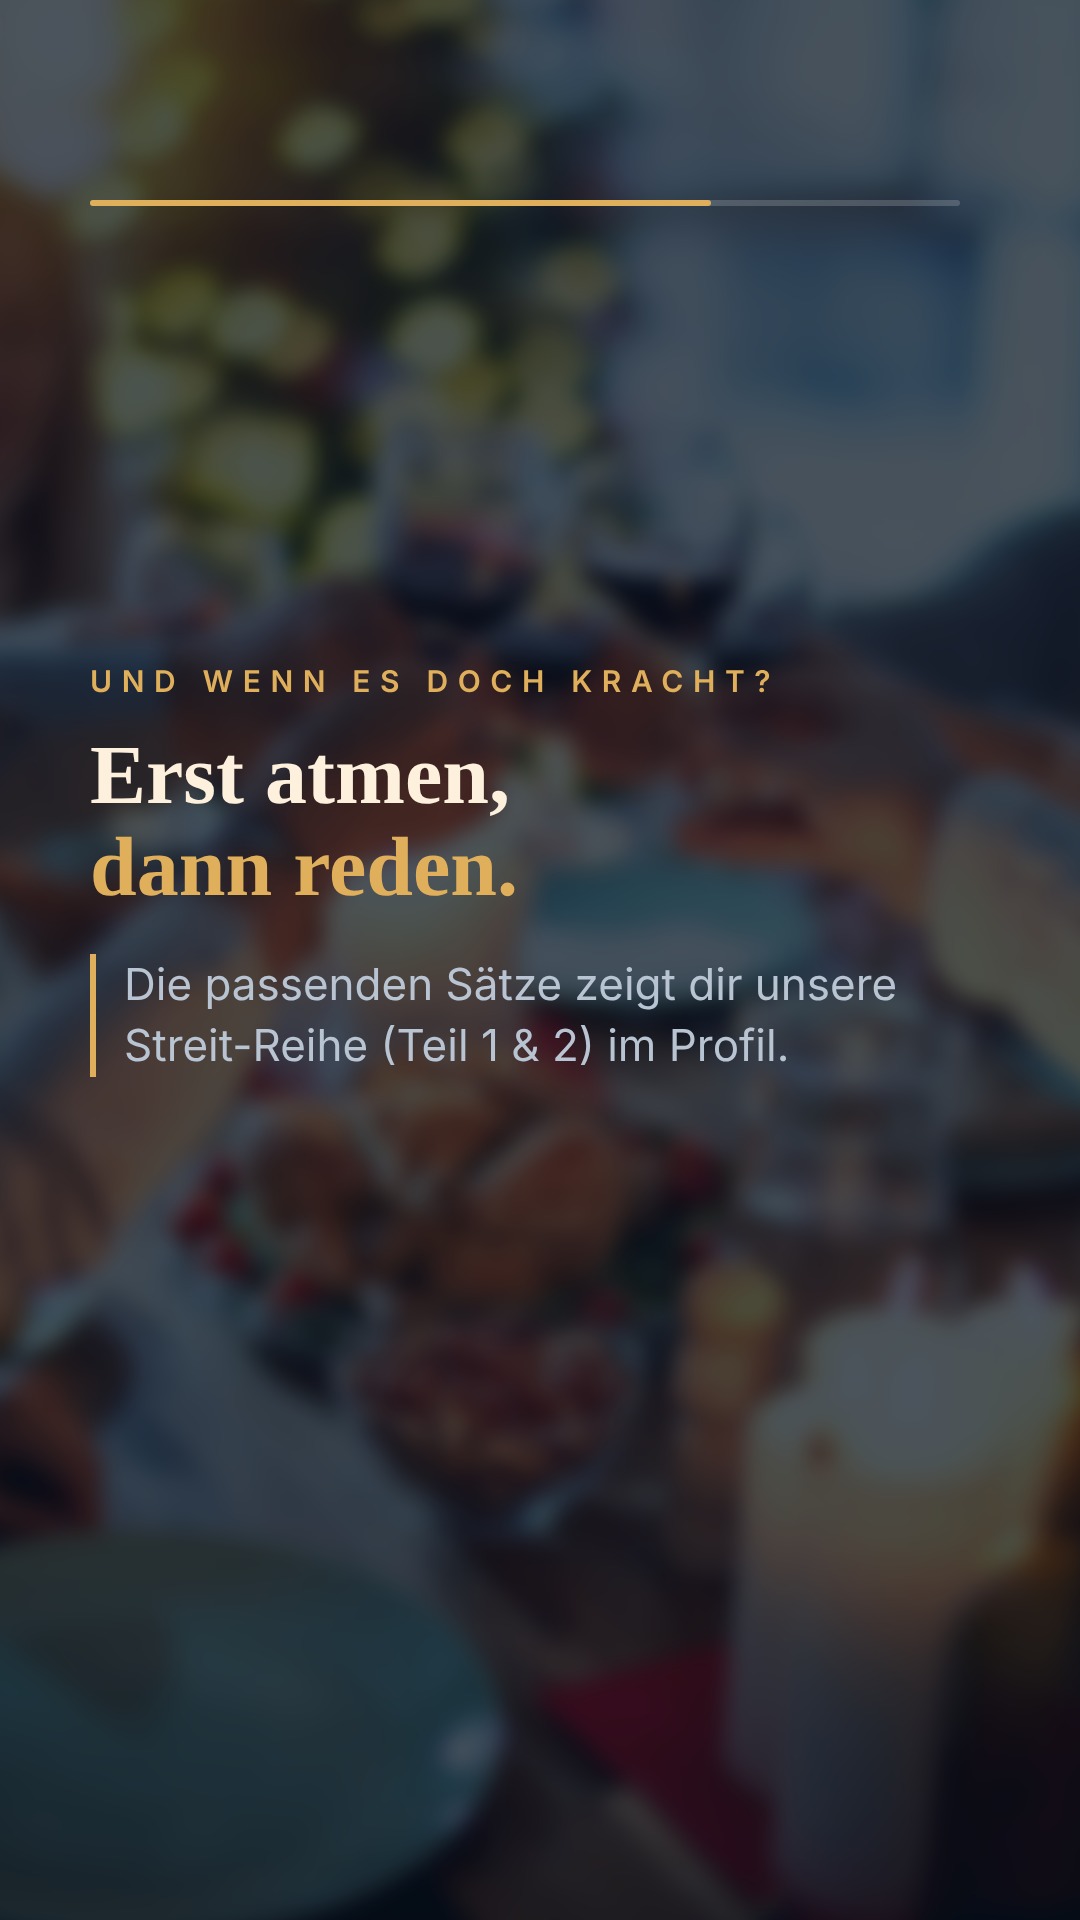 UND WENN ES DOCH KRACHT?
Erst atmen,
dann reden.
Die passenden Sätze zeigt dir unsere
Streit-Reihe (Teil 1 & 2) im Profil.